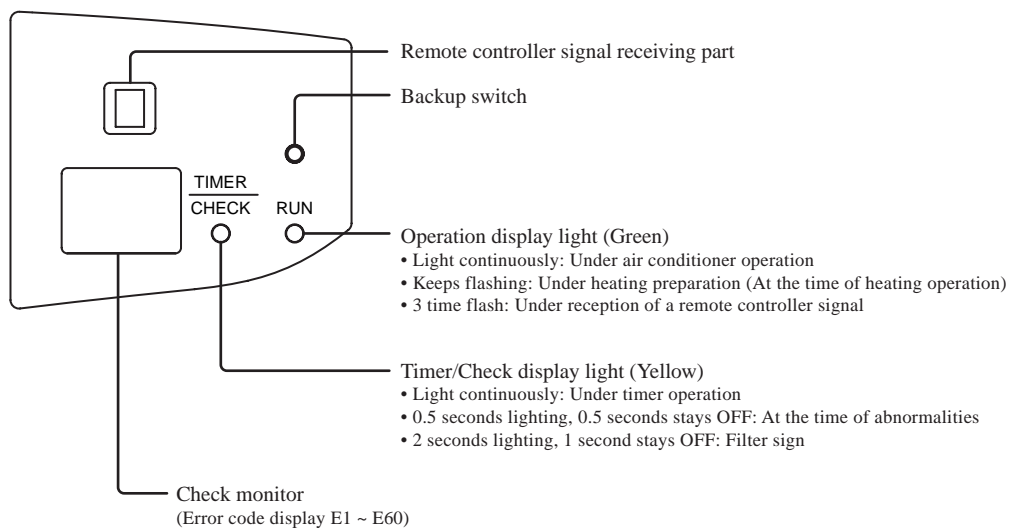 Remote controller signal receiving part
Backup switch
TIMER
CHECK
RUN
Operation display light (Green)
• Light continuously: Under air conditioner operation
• Keeps flashing: Under heating preparation (At the time of heating operation)
• 3 time flash: Under reception of a remote controller signal
Timer/Check display light (Yellow)
• Light continuously: Under timer operation
• 0.5 seconds lighting, 0.5 seconds stays OFF: At the time of abnormalities
• 2 seconds lighting, 1 second stays OFF: Filter sign
Check monitor
(Error code display E1 ~ E60)